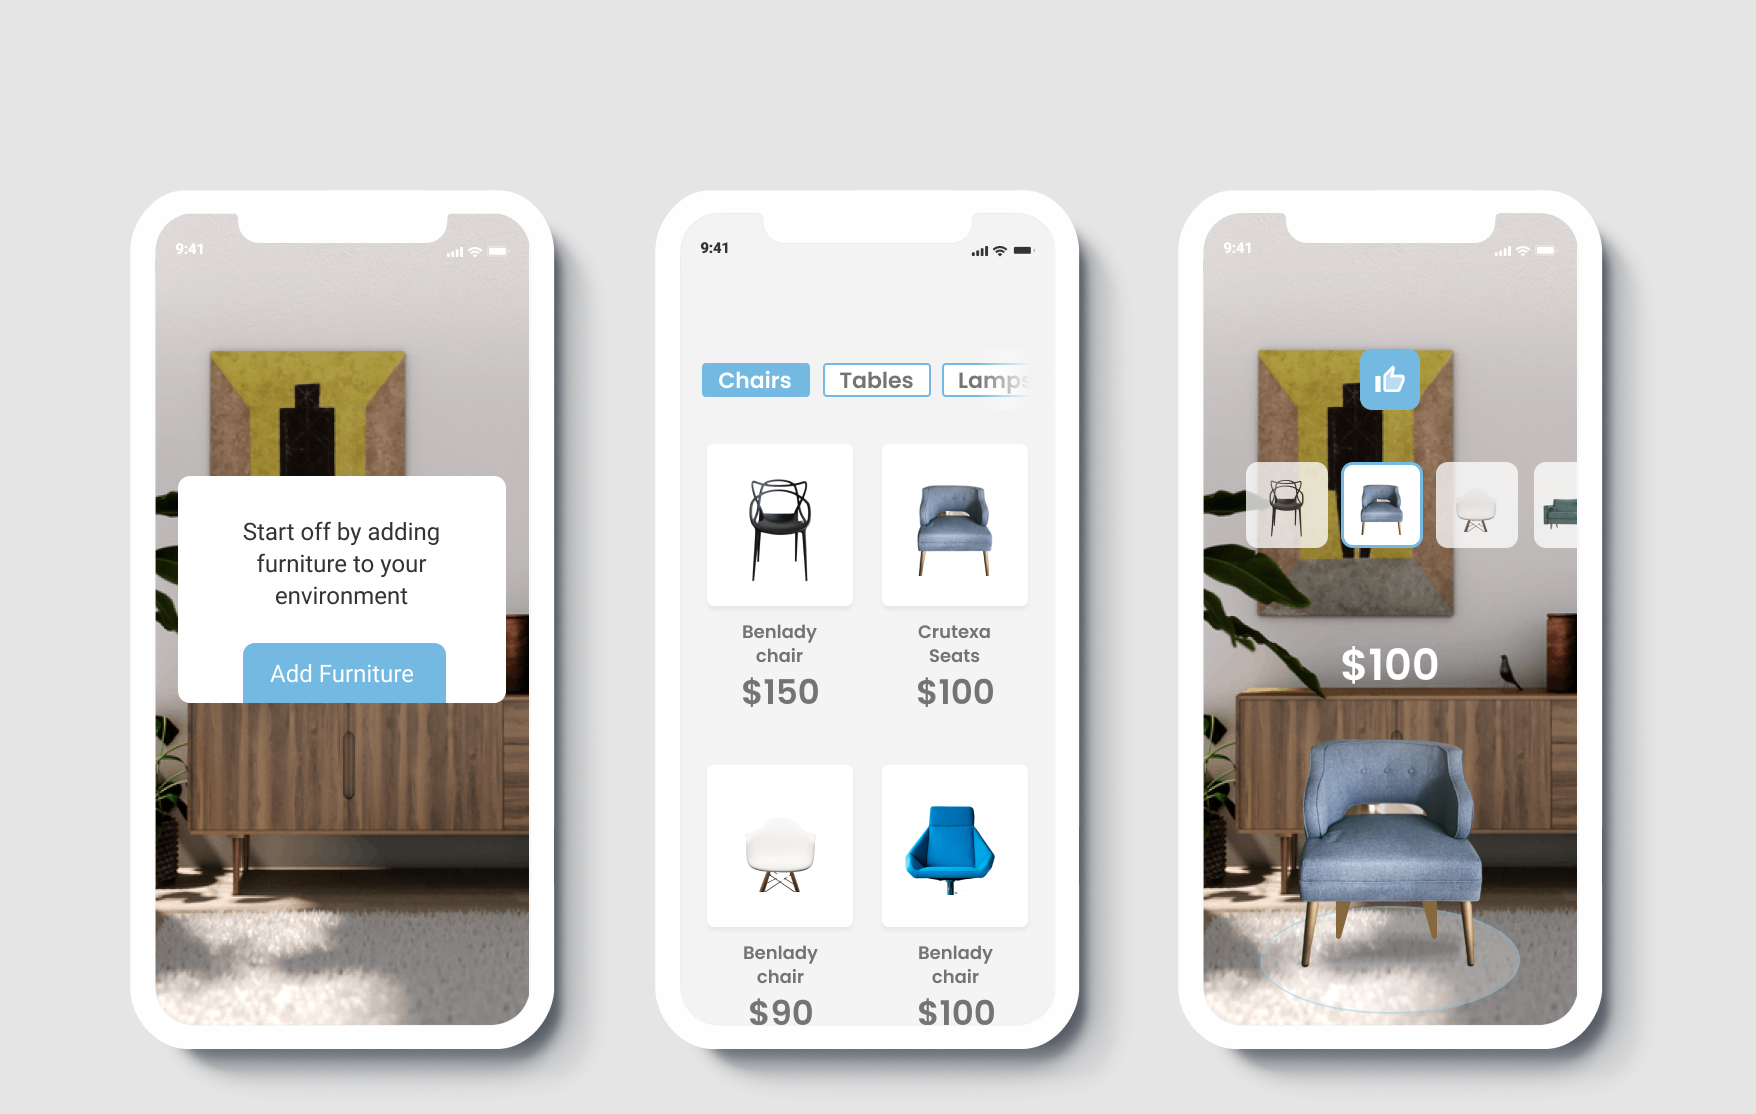 9:41
Start off by adding
furniture to your
environment
Add Furniture
9:41
Chairs
Tables
Lamps
Benlady
chair
$150
Crutexa
Seats
$100
Benlady
chair
$90
Benlady
chair
$100
9:41
$100